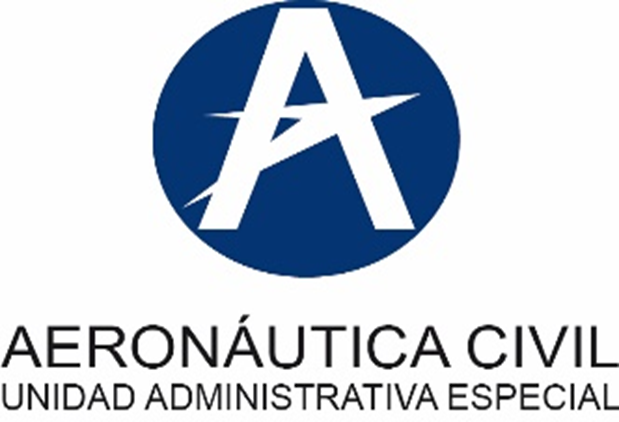 A
AERONÁUTICA CIVIL
UNIDAD ADMINISTRATIVA ESPECIAL